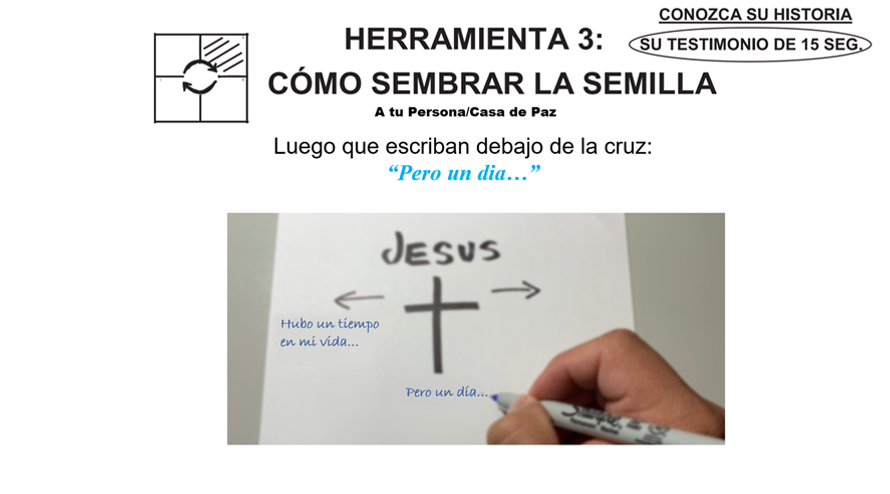 CONOZCA SU HISTORIA
SU TESTIMONIO DE 15 SEG.
HERRAMIENTA 3:
CÓMO SEMBRAR LA SEMILLA
A tu Persona/Casa de Paz
Luego que escriban debajo de la cruz:
“Pero un dia…”
JESUS
Hubo un tiempo
en mi vida...
Pero un día...
Sharpie